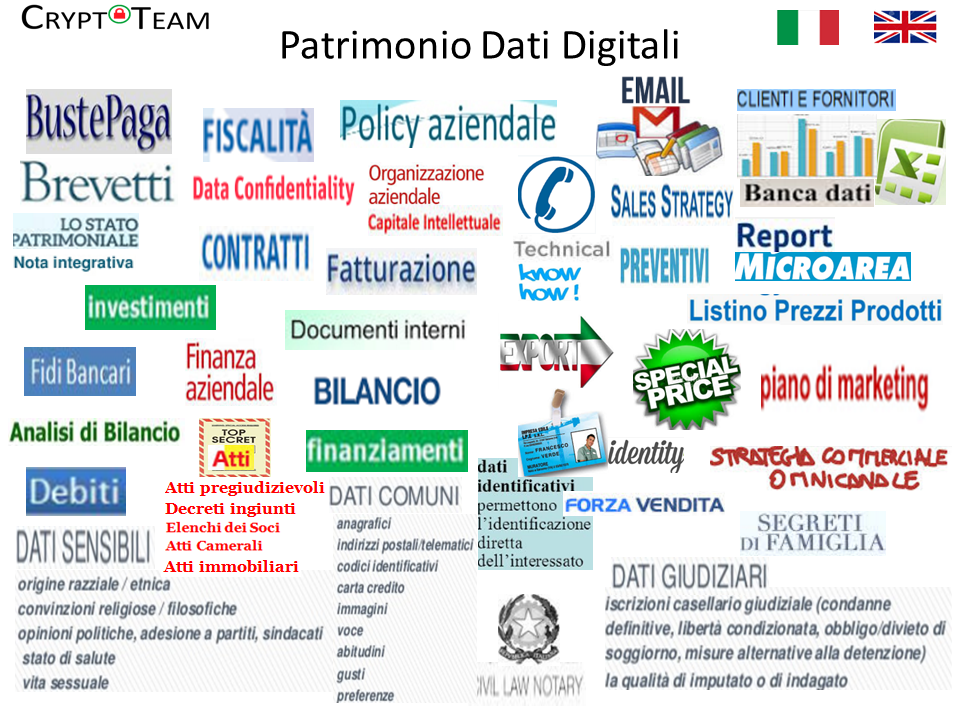 CRYPTOTEAM
Patrimonio Dati Digitali
BustePaga
FISCALITÀ
Policy aziendale
EMAIL
CLIENTI E FORNITORI
Brevetti
Data Confidentiality
Organizzazione
aziendale
Capitale Intellettuale
SALES STRATEGY
Banca dati
LO STATO
PATRIMONIALE
Nota integrativa
CONTRATTI
Fatturazione
Technical
know
how!
PREVENTIVI
Report
MICROAREA
investimenti
Documenti interni
Listino Prezzi Prodotti
Fidi Bancari
Finanza
aziendale
BILANCIO
EXPORT
SPECIAL
PRICE
piano di marketing
Analisi di Bilancio
TOP
SECRET
Atti
finanziamenti
FRANCESCO
VERDE
identity
STRATEGIA COMMERCIALE
OMNICANALE
Debiti
Atti pregiudizievoli
Decreti ingiunti
Elenchi dei Soci
Atti Camerali
Atti immobiliari
DATI COMUNI
anagrafici
indirizzi postali/telematici
codici identificativi
carta credito
immagini
voce
abitudini
gusti
preferenze
dati
identificativi
permettono
l'identificazione
diretta
dell'interessato
FORZA VENDITA
SEGRETI
DI FAMIGLIA
DATI SENSIBILI
origine razziale / etnica
convinzioni religiose / filosofiche
opinioni politiche, adesione a partiti, sindacati
stato di salute
vita sessuale
CIVIL LAW NOTARY
DATI GIUDIZIARI
iscrizioni casellario giudiziale (condanne
definitive, libertà condizionata, obbligo/divieto di
soggiorno, misure alternative alla detenzione)
la qualità di imputato o di indagato